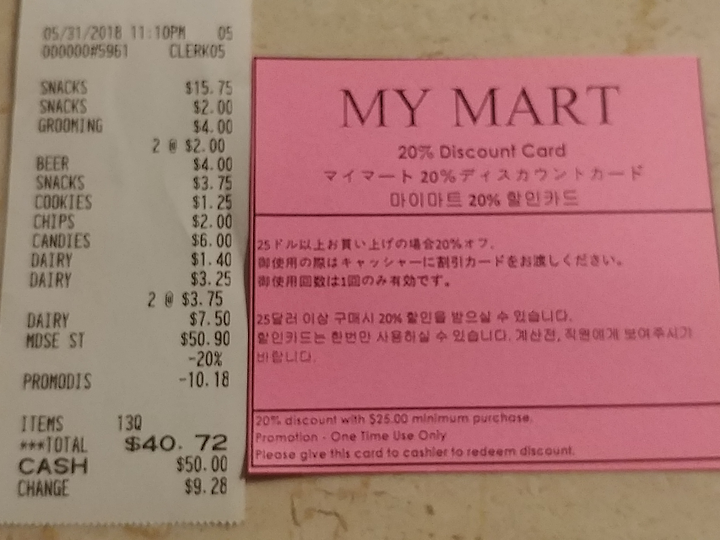 05/31/2018 11:10PM 05
000000#5961 CLERK05
SNACKS $15.75
SNACKS $2.00
GROOMING $4.00
2 @ $2.00
BEER $4.00
SNACKS $3.75
COOKIES $1.25
CHIPS $2.00
CANDIES $6.00
DAIRY $1.40
DAIRY $3.25
2 @ $3.75
DAIRY $7.50
MDSE ST $50.90
-20%
PROMODIS -10.18
ITEMS 13Q
***TOTAL $40.72
CASH $50.00
CHANGE $9.28
MY MART
20% Discount Card
マイマート 20%ディスカウントカード
마이마트 20% 할인카드
25ドル以上お買い上げの場合20%オフ.
御使用の際はキャッシャーに割引カードをお渡しください。
御使用回数は1回のみ有効です。
25달러 이상 구매시 20% 할인을 받으실 수 있습니다.
할인카드는 한번만 사용하실 수 있습니다. 계산전, 직원에게 보여주시기
바랍니다.
20% discount with $25.00 minimum purchase.
Promotion - One Time Use Only
Please give this card to cashier to redeem discount.